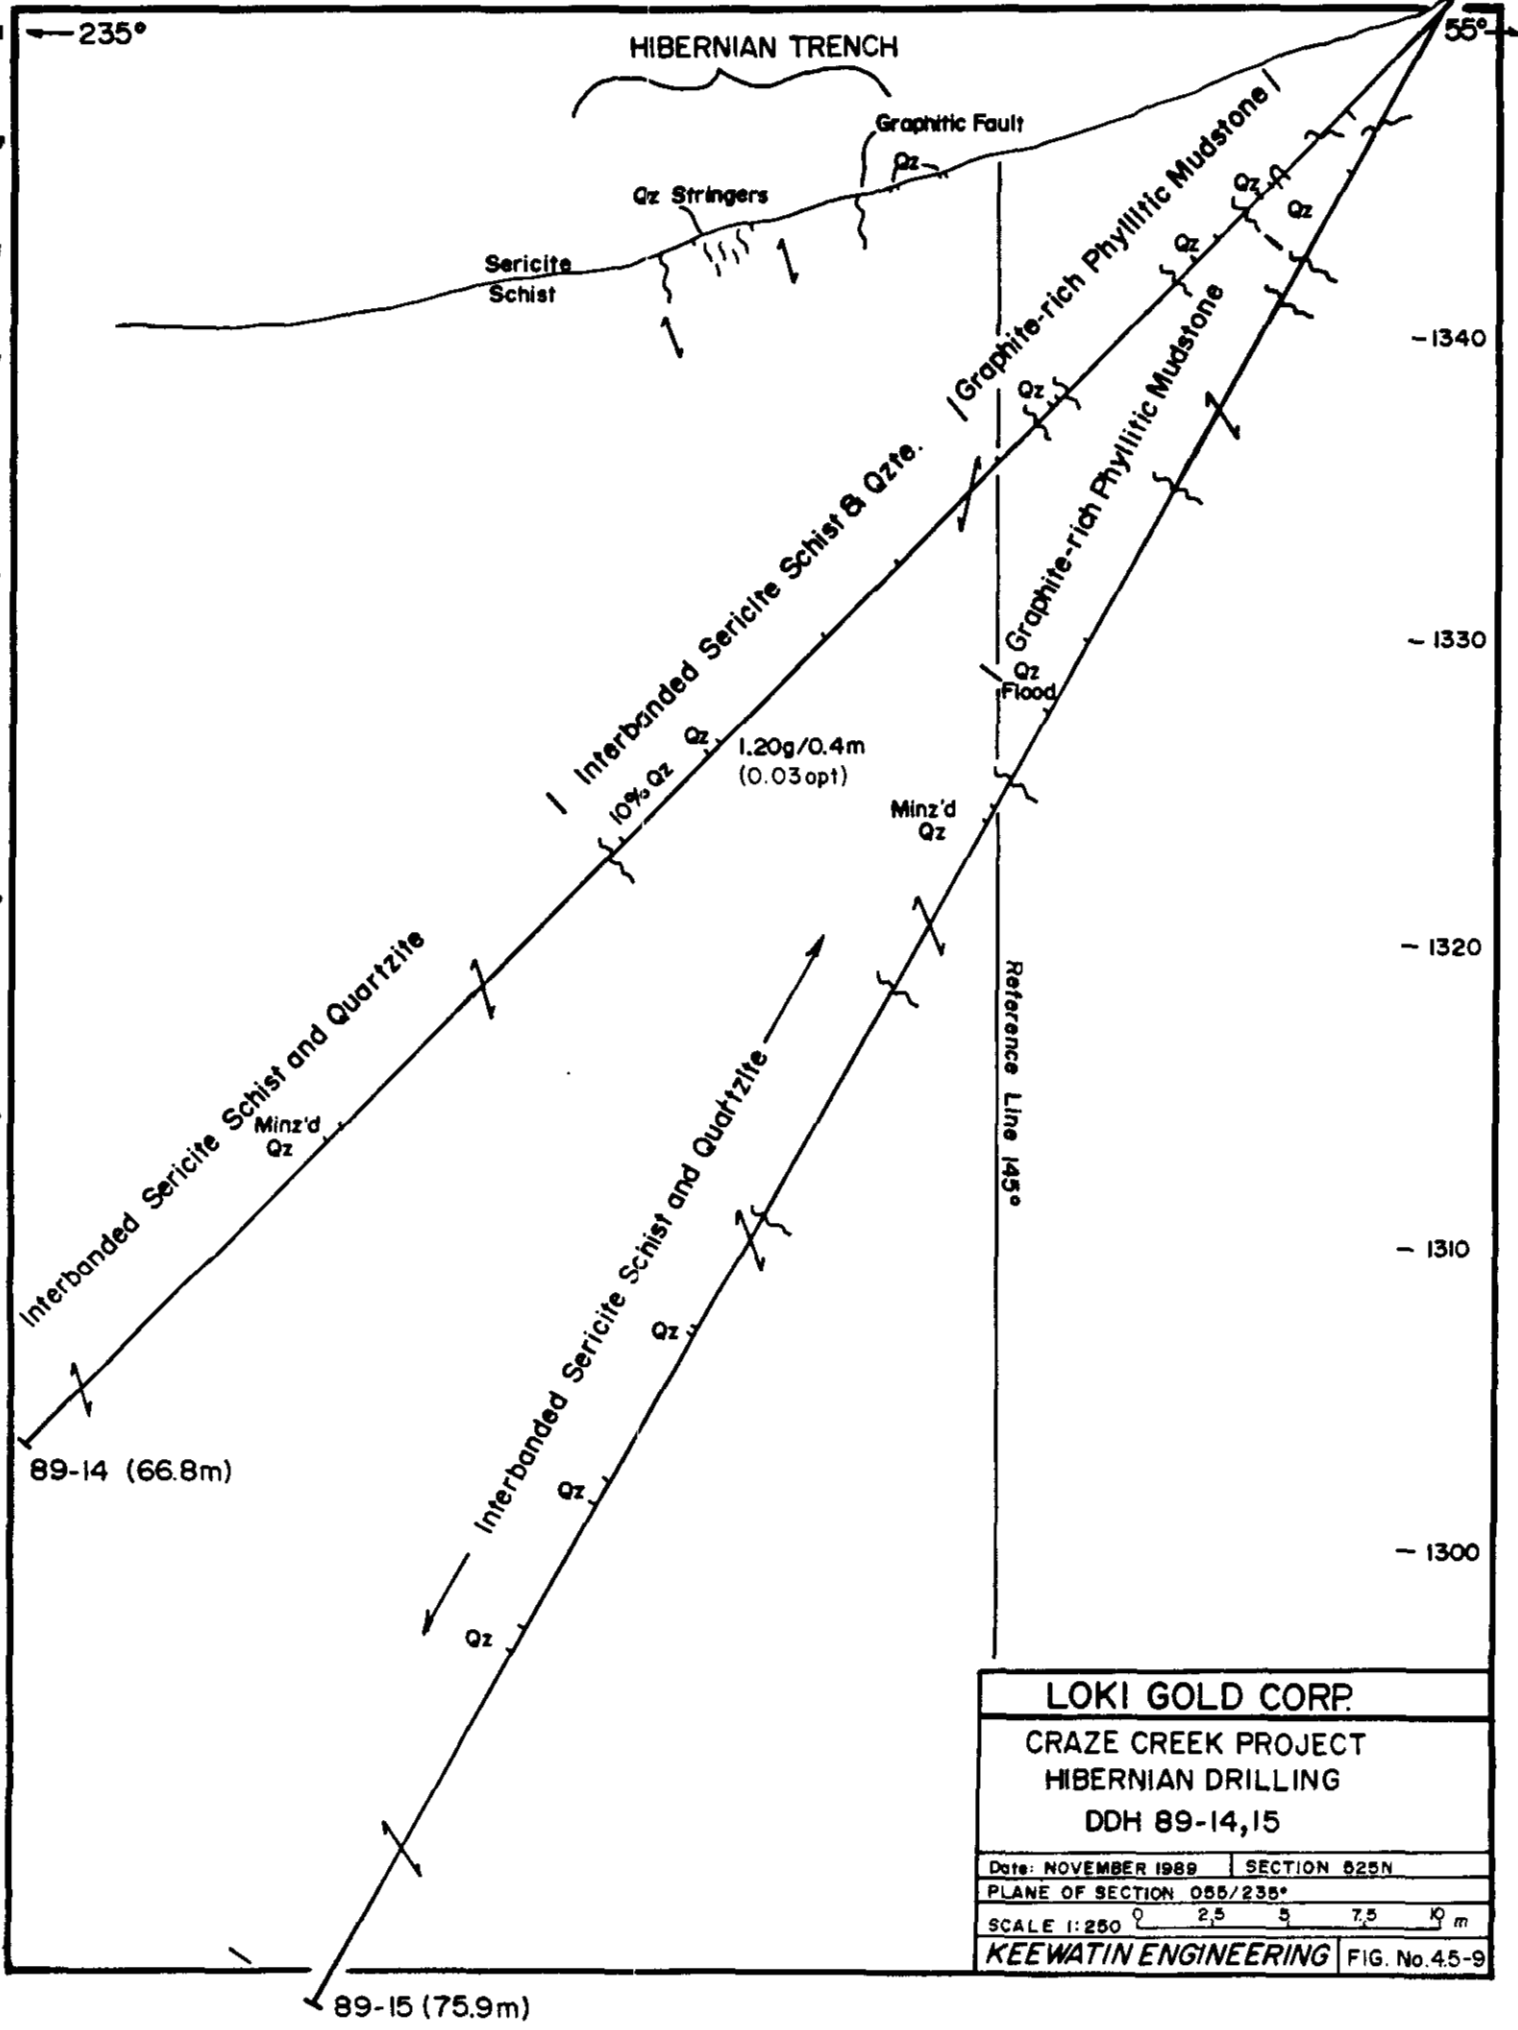 235°
55°
HIBERNIAN TRENCH
Graphitic Fault
Qz
Qz Stringers
Sericite
Schist
Graphite-rich Phyllitic Mudstone
Qz
Qz
Qz
Qz
1340
Graphite-rich Phyllitic Mudstone
Interbanded Sericite Schist & Qzte.
1330
Qz
Flood
Qz
1.20g/0.4m
(0.03opt)
10% Qz
Minz'd
Qz
1320
Reference Line 145°
Interbanded Sericite Schist and Quartzite
Minz'd
Qz
Interbanded Sericite Schist and Quartzite
1310
Qz
89-14 (66.8m)
Qz
1300
Qz
LOKI GOLD CORP.
CRAZE CREEK PROJECT
HIBERNIAN DRILLING
DDH 89-14,15
Date: NOVEMBER 1989 SECTION 525N
PLANE OF SECTION 055/235°
SCALE 1:250 0 2,5 5 7,5 10 m
KEEWATIN ENGINEERING FIG. No.4.5-9
89-15 (75.9m)